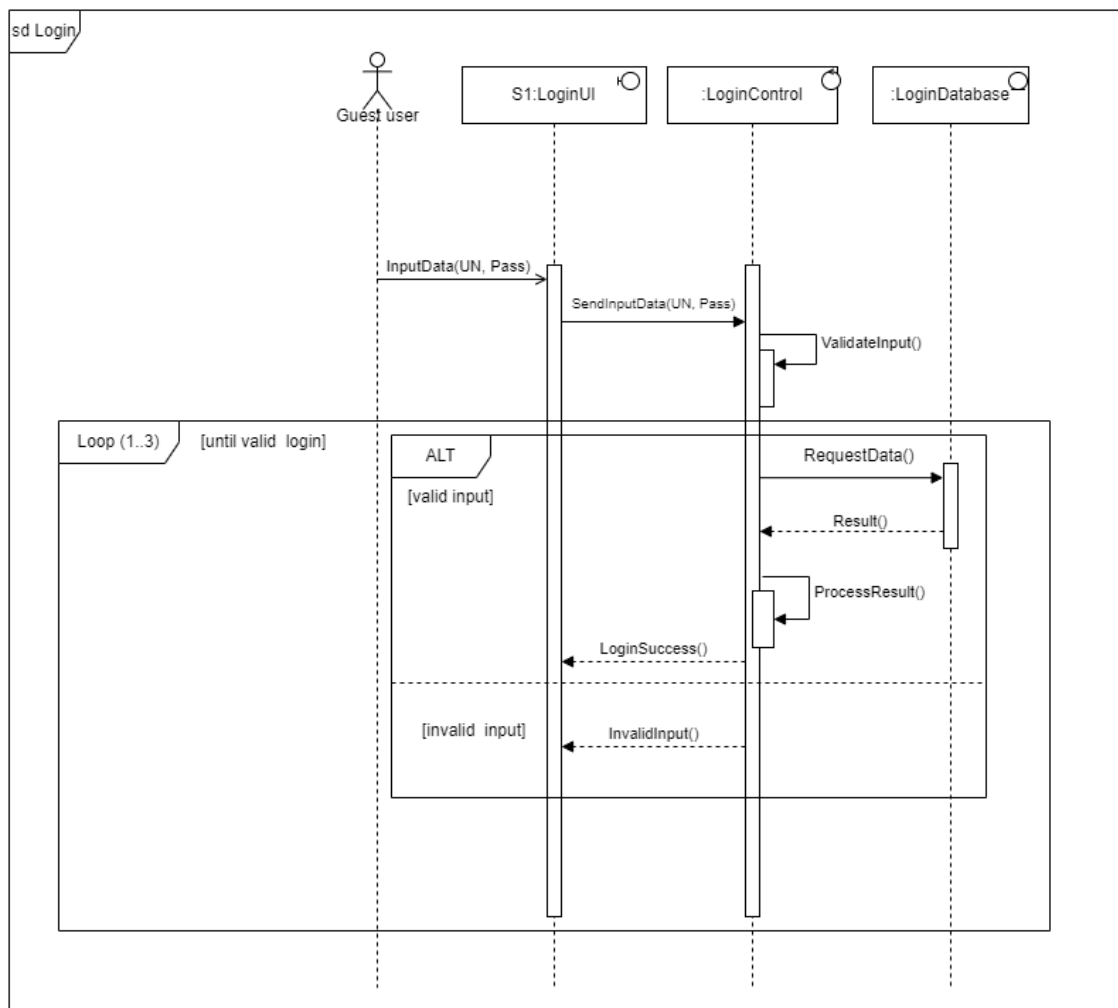 sd Login
Guest user
S1:LoginUI
:LoginControl
:LoginDatabase
InputData(UN, Pass)
SendInputData(UN, Pass)
ValidateInput()
Loop (1..3)
[until valid  login]
ALT
RequestData()
[valid input]
Result()
ProcessResult()
LoginSuccess()
[invalid  input]
InvalidInput()